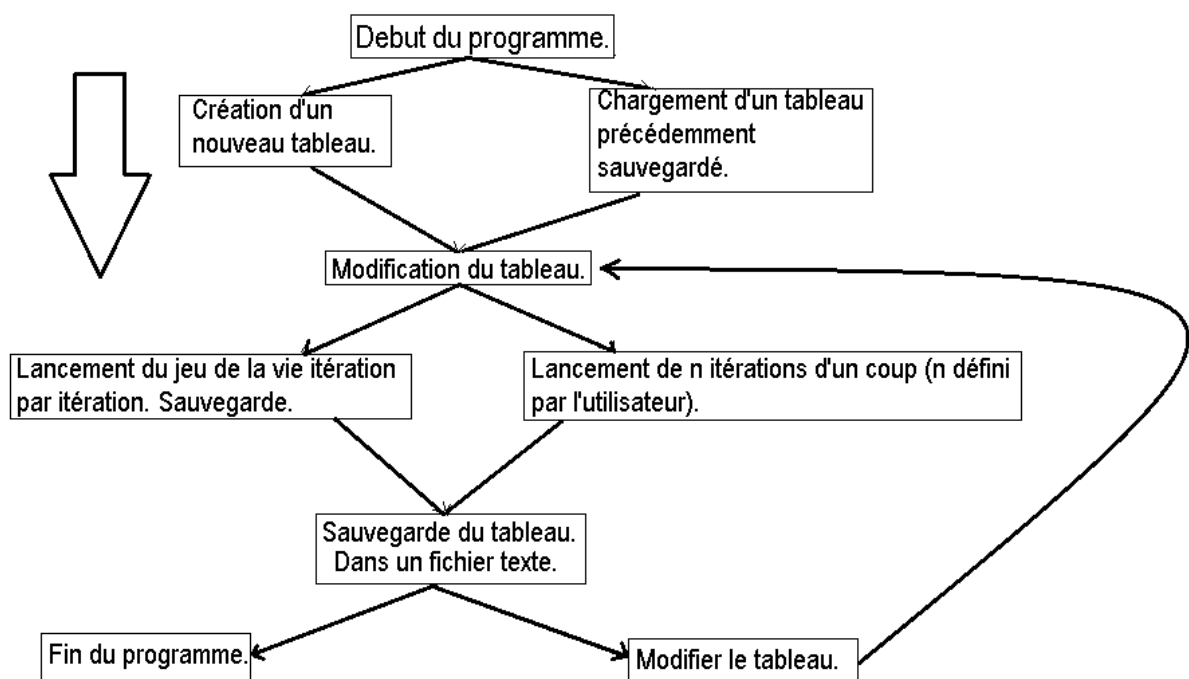 Debut du programme.
Création d'un
nouveau tableau.
Chargement d'un tableau
précédemment
sauvegardé.
Modification du tableau.
Lancement du jeu de la vie itération
par itération. Sauvegarde.
Lancement de n itérations d'un coup (n défini
par l'utilisateur).
Sauvegarde du tableau.
Dans un fichier texte.
Fin du programme.
Modifier le tableau.